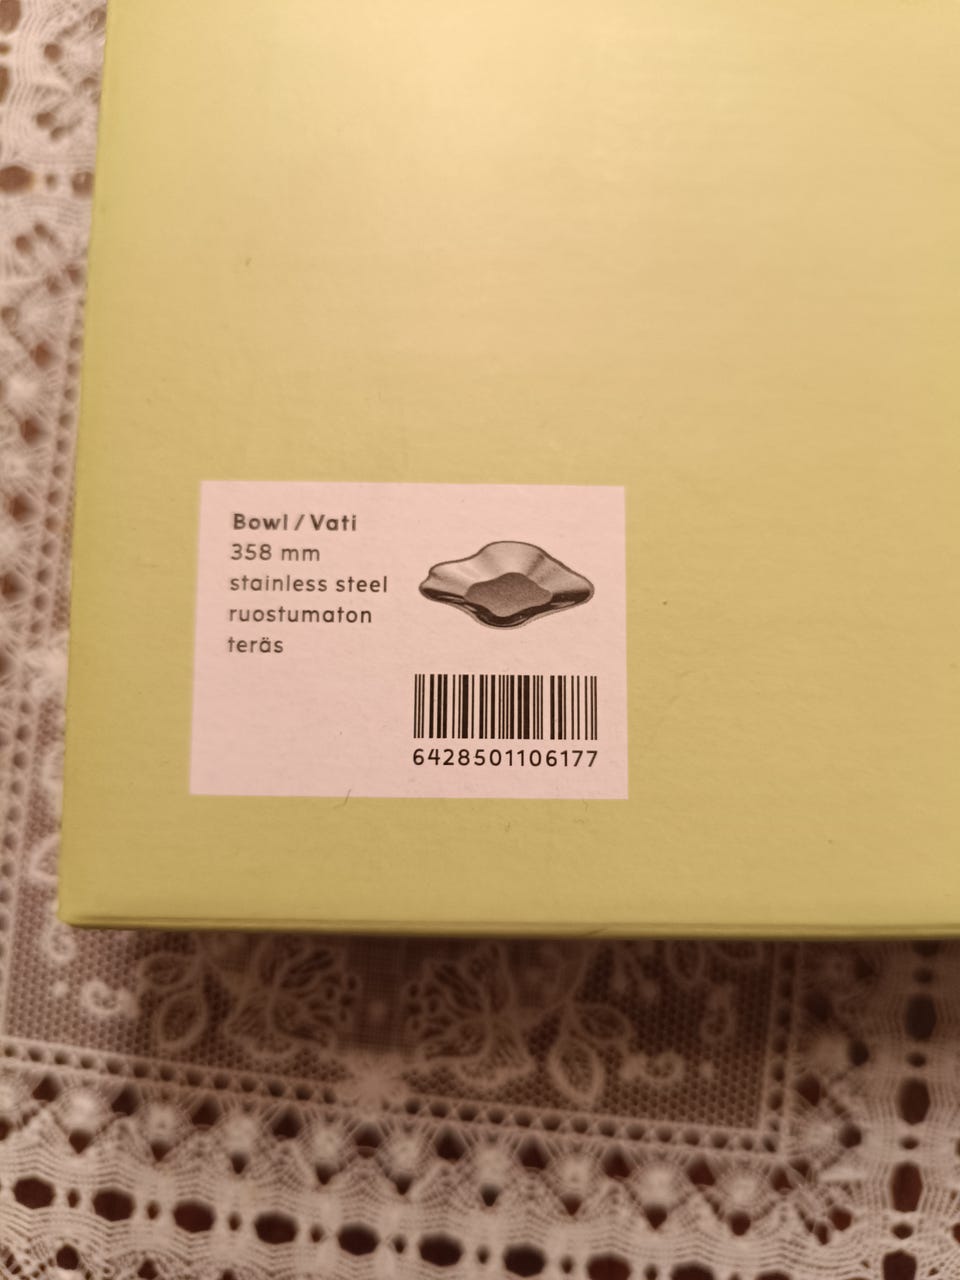 Bowl / Vati
358 mm
stainless steel
ruostumaton
teräs
6428501106177